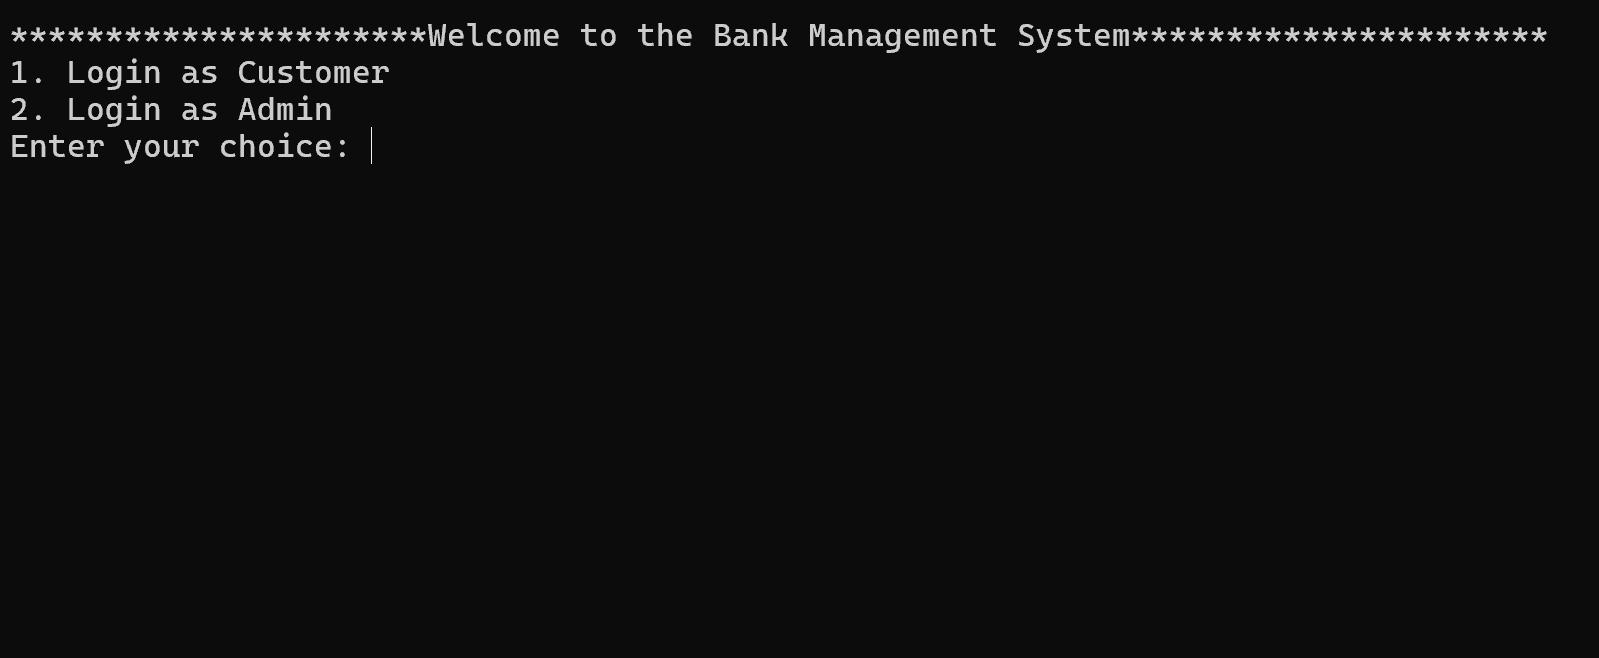 **********************Welcome to the Bank Management System**********************
1. Login as Customer
2. Login as Admin
Enter your choice: